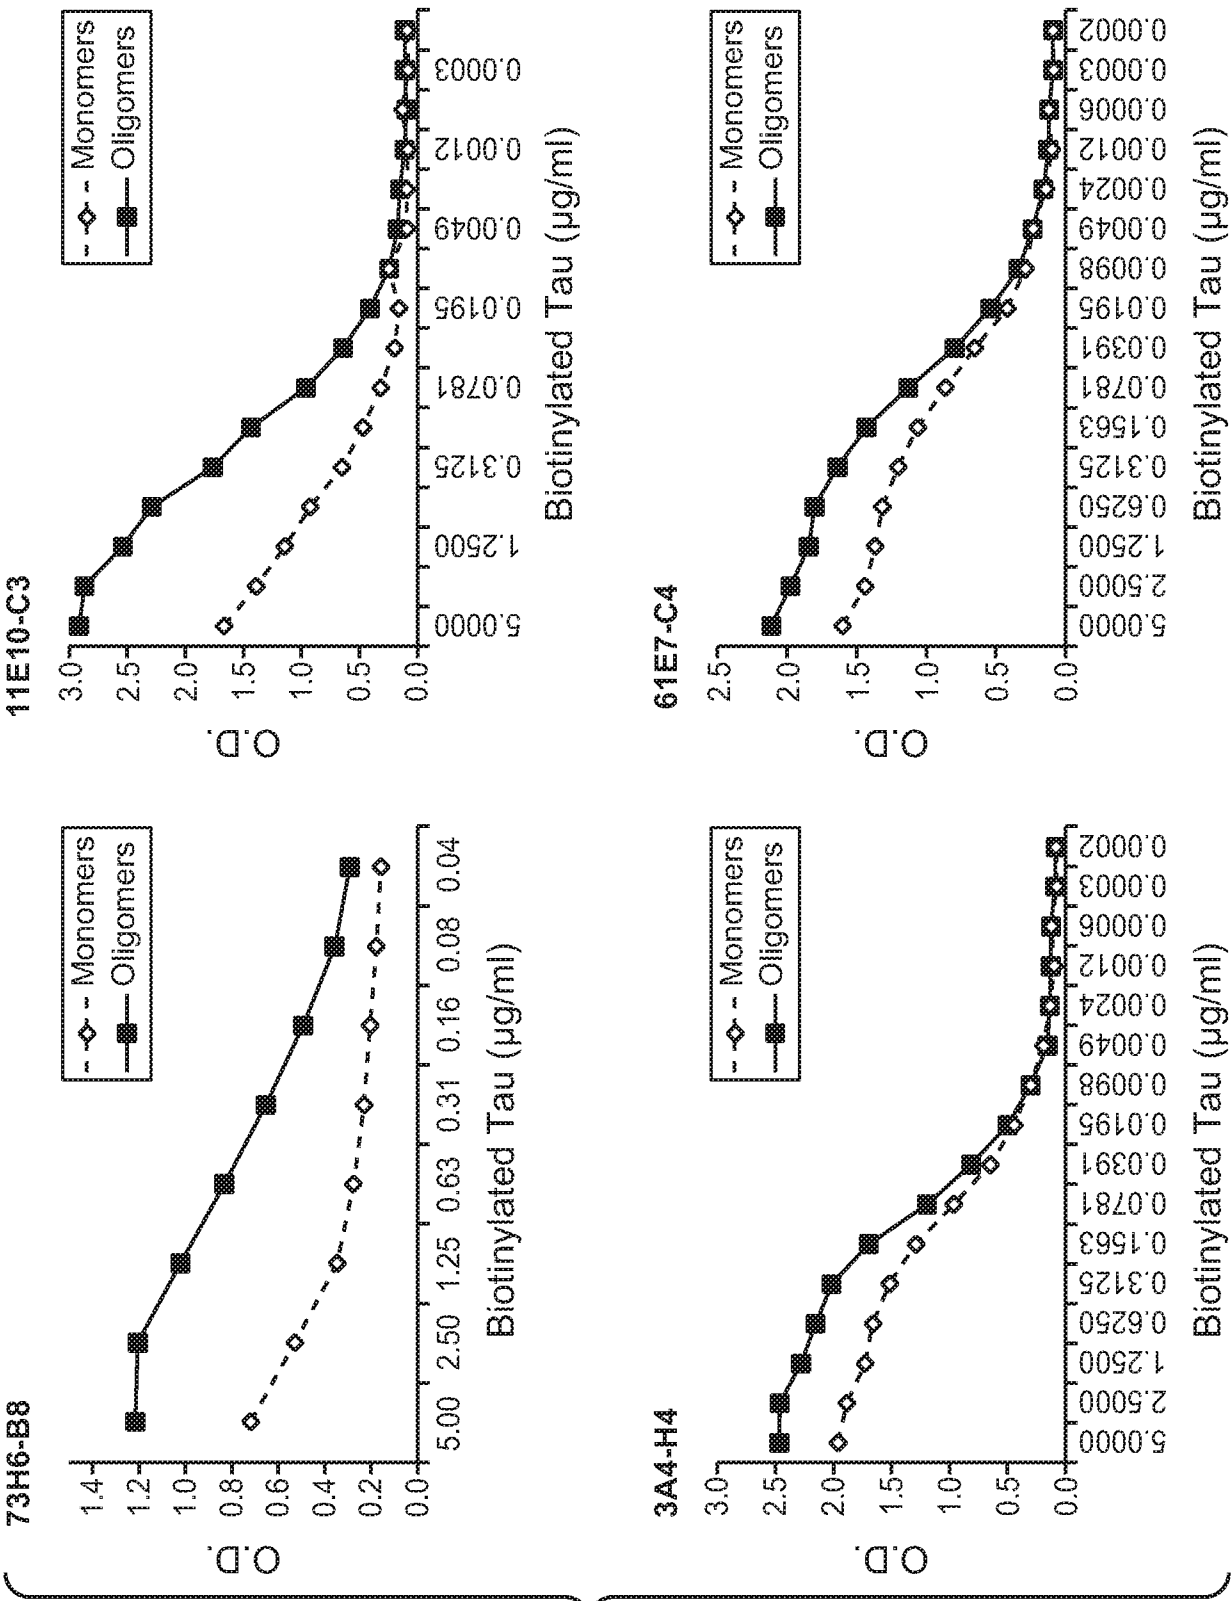 73H6-B8
Monomers
Oligomers
O.D.
1.4
1.2
1.0
0.8
0.6
0.4
0.2
0.0
5.00 2.50 1.25 0.63 0.31 0.16 0.08 0.04
Biotinylated Tau (µg/ml)
11E10-C3
Monomers
Oligomers
O.D.
3.0
2.5
2.0
1.5
1.0
0.5
0.0
5.0000 1.2500 0.3125 0.0781 0.0195 0.0049 0.0012 0.0003
Biotinylated Tau (µg/ml)
3A4-H4
Monomers
Oligomers
O.D.
3.0
2.5
2.0
1.5
1.0
0.5
0.0
5.0000 2.5000 1.2500 0.6250 0.3125 0.1563 0.0781 0.0391 0.0195 0.0098 0.0049 0.0024 0.0012 0.0006 0.0003 0.0002
Biotinylated Tau (µg/ml)
61E7-C4
Monomers
Oligomers
O.D.
2.5
2.0
1.5
1.0
0.5
0.0
5.0000 2.5000 1.2500 0.6250 0.3125 0.1563 0.0781 0.0391 0.0195 0.0098 0.0049 0.0024 0.0012 0.0006 0.0003 0.0002
Biotinylated Tau (µg/ml)